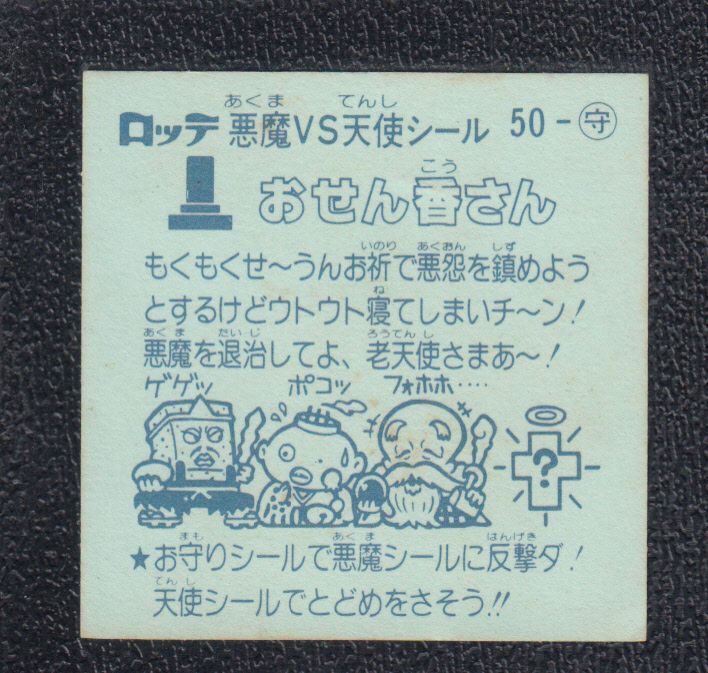 ロッテ 悪魔VS天使シール 50-守
おせん香さん
もくもくせ〜うんお祈で悪怨を鎮めよう
とするけどウトウト寝てしまいチ〜ン!
悪魔を退治してよ、老天使さまあ〜!
ゲゲッ ポコッ フォホホ‥‥
?
★お守りシールで悪魔シールに反撃ダ!
天使シールでとどめをさそう!!